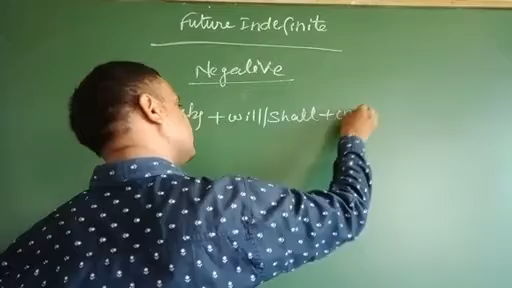 Future Indefinite
Negative
+ will/shall +